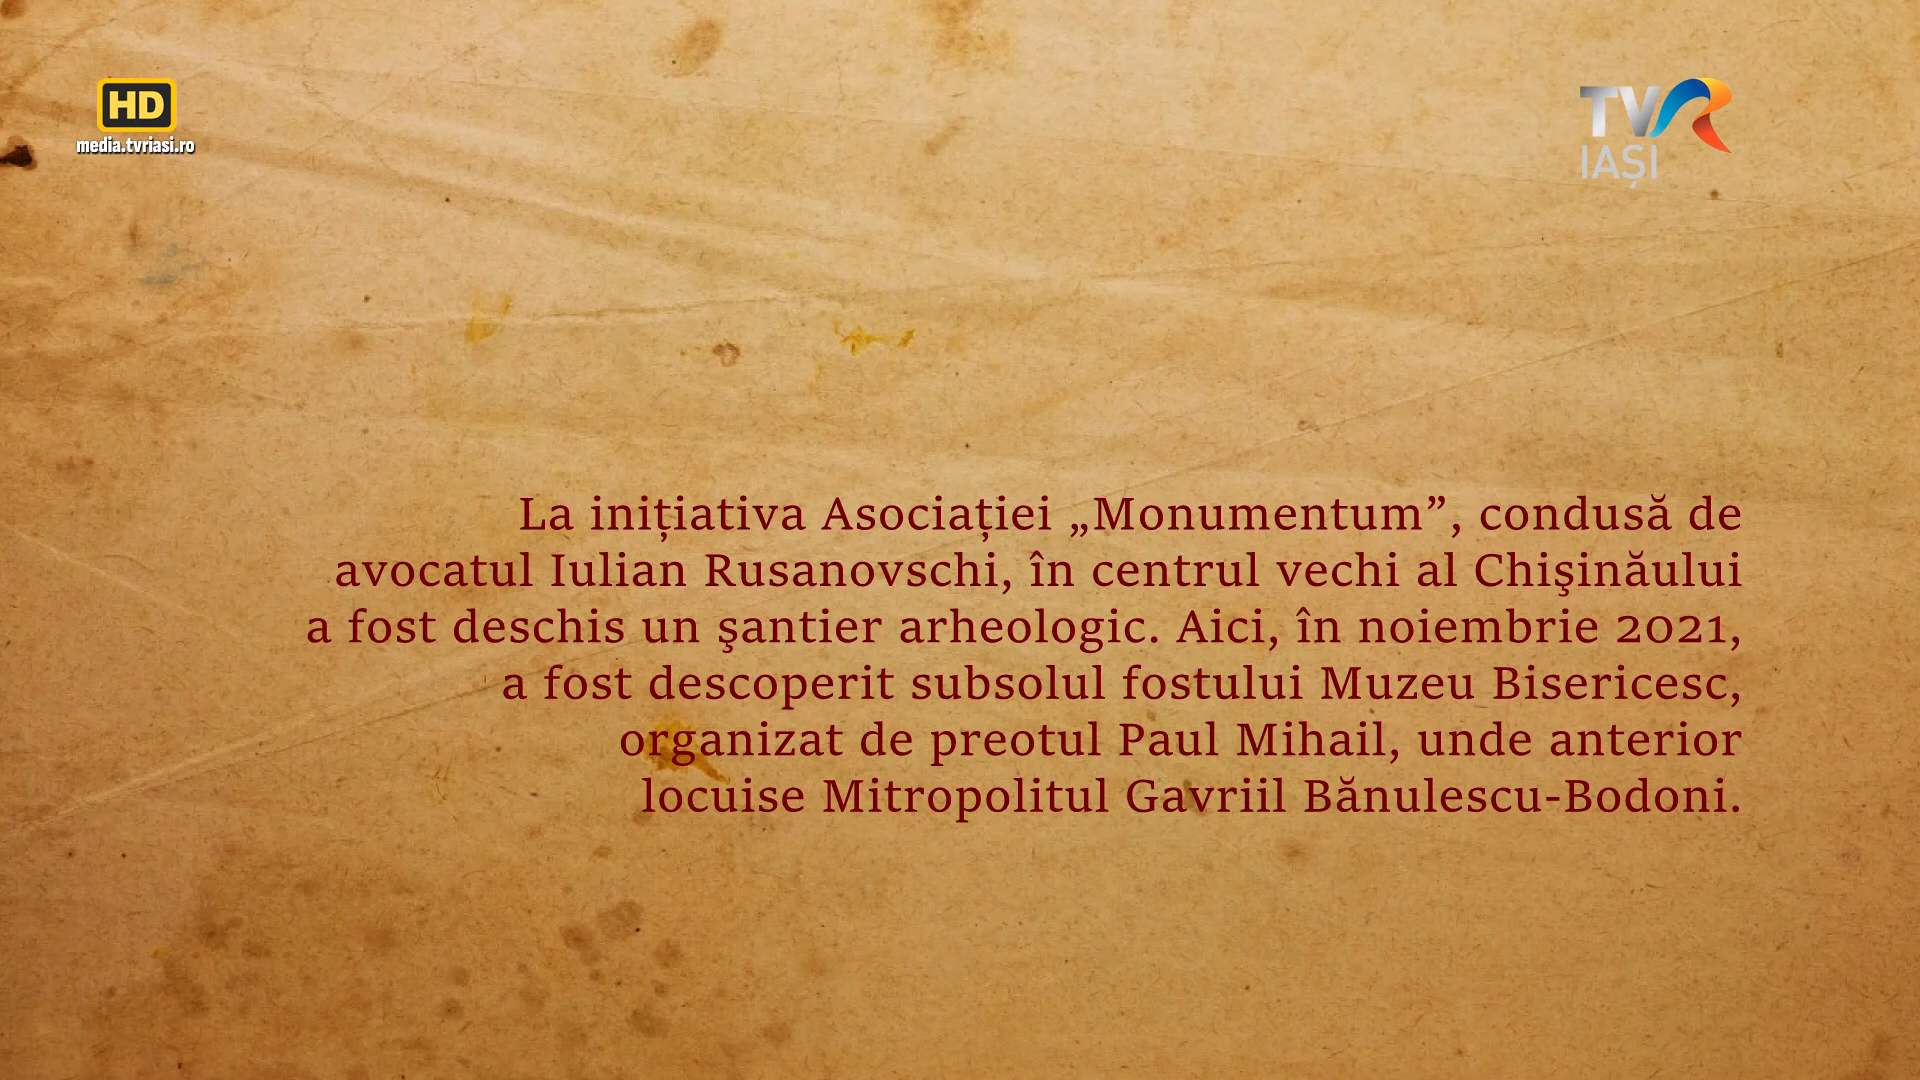 HD
media.tvriasi.ro
TVR
IAȘI
La inițiativa Asociației „Monumentum”, condusă de
avocatul Iulian Rusanovschi, în centrul vechi al Chişinăului
a fost deschis un şantier arheologic. Aici, în noiembrie 2021,
a fost descoperit subsolul fostului Muzeu Bisericesc,
organizat de preotul Paul Mihail, unde anterior
locuise Mitropolitul Gavriil Bănulescu-Bodoni.